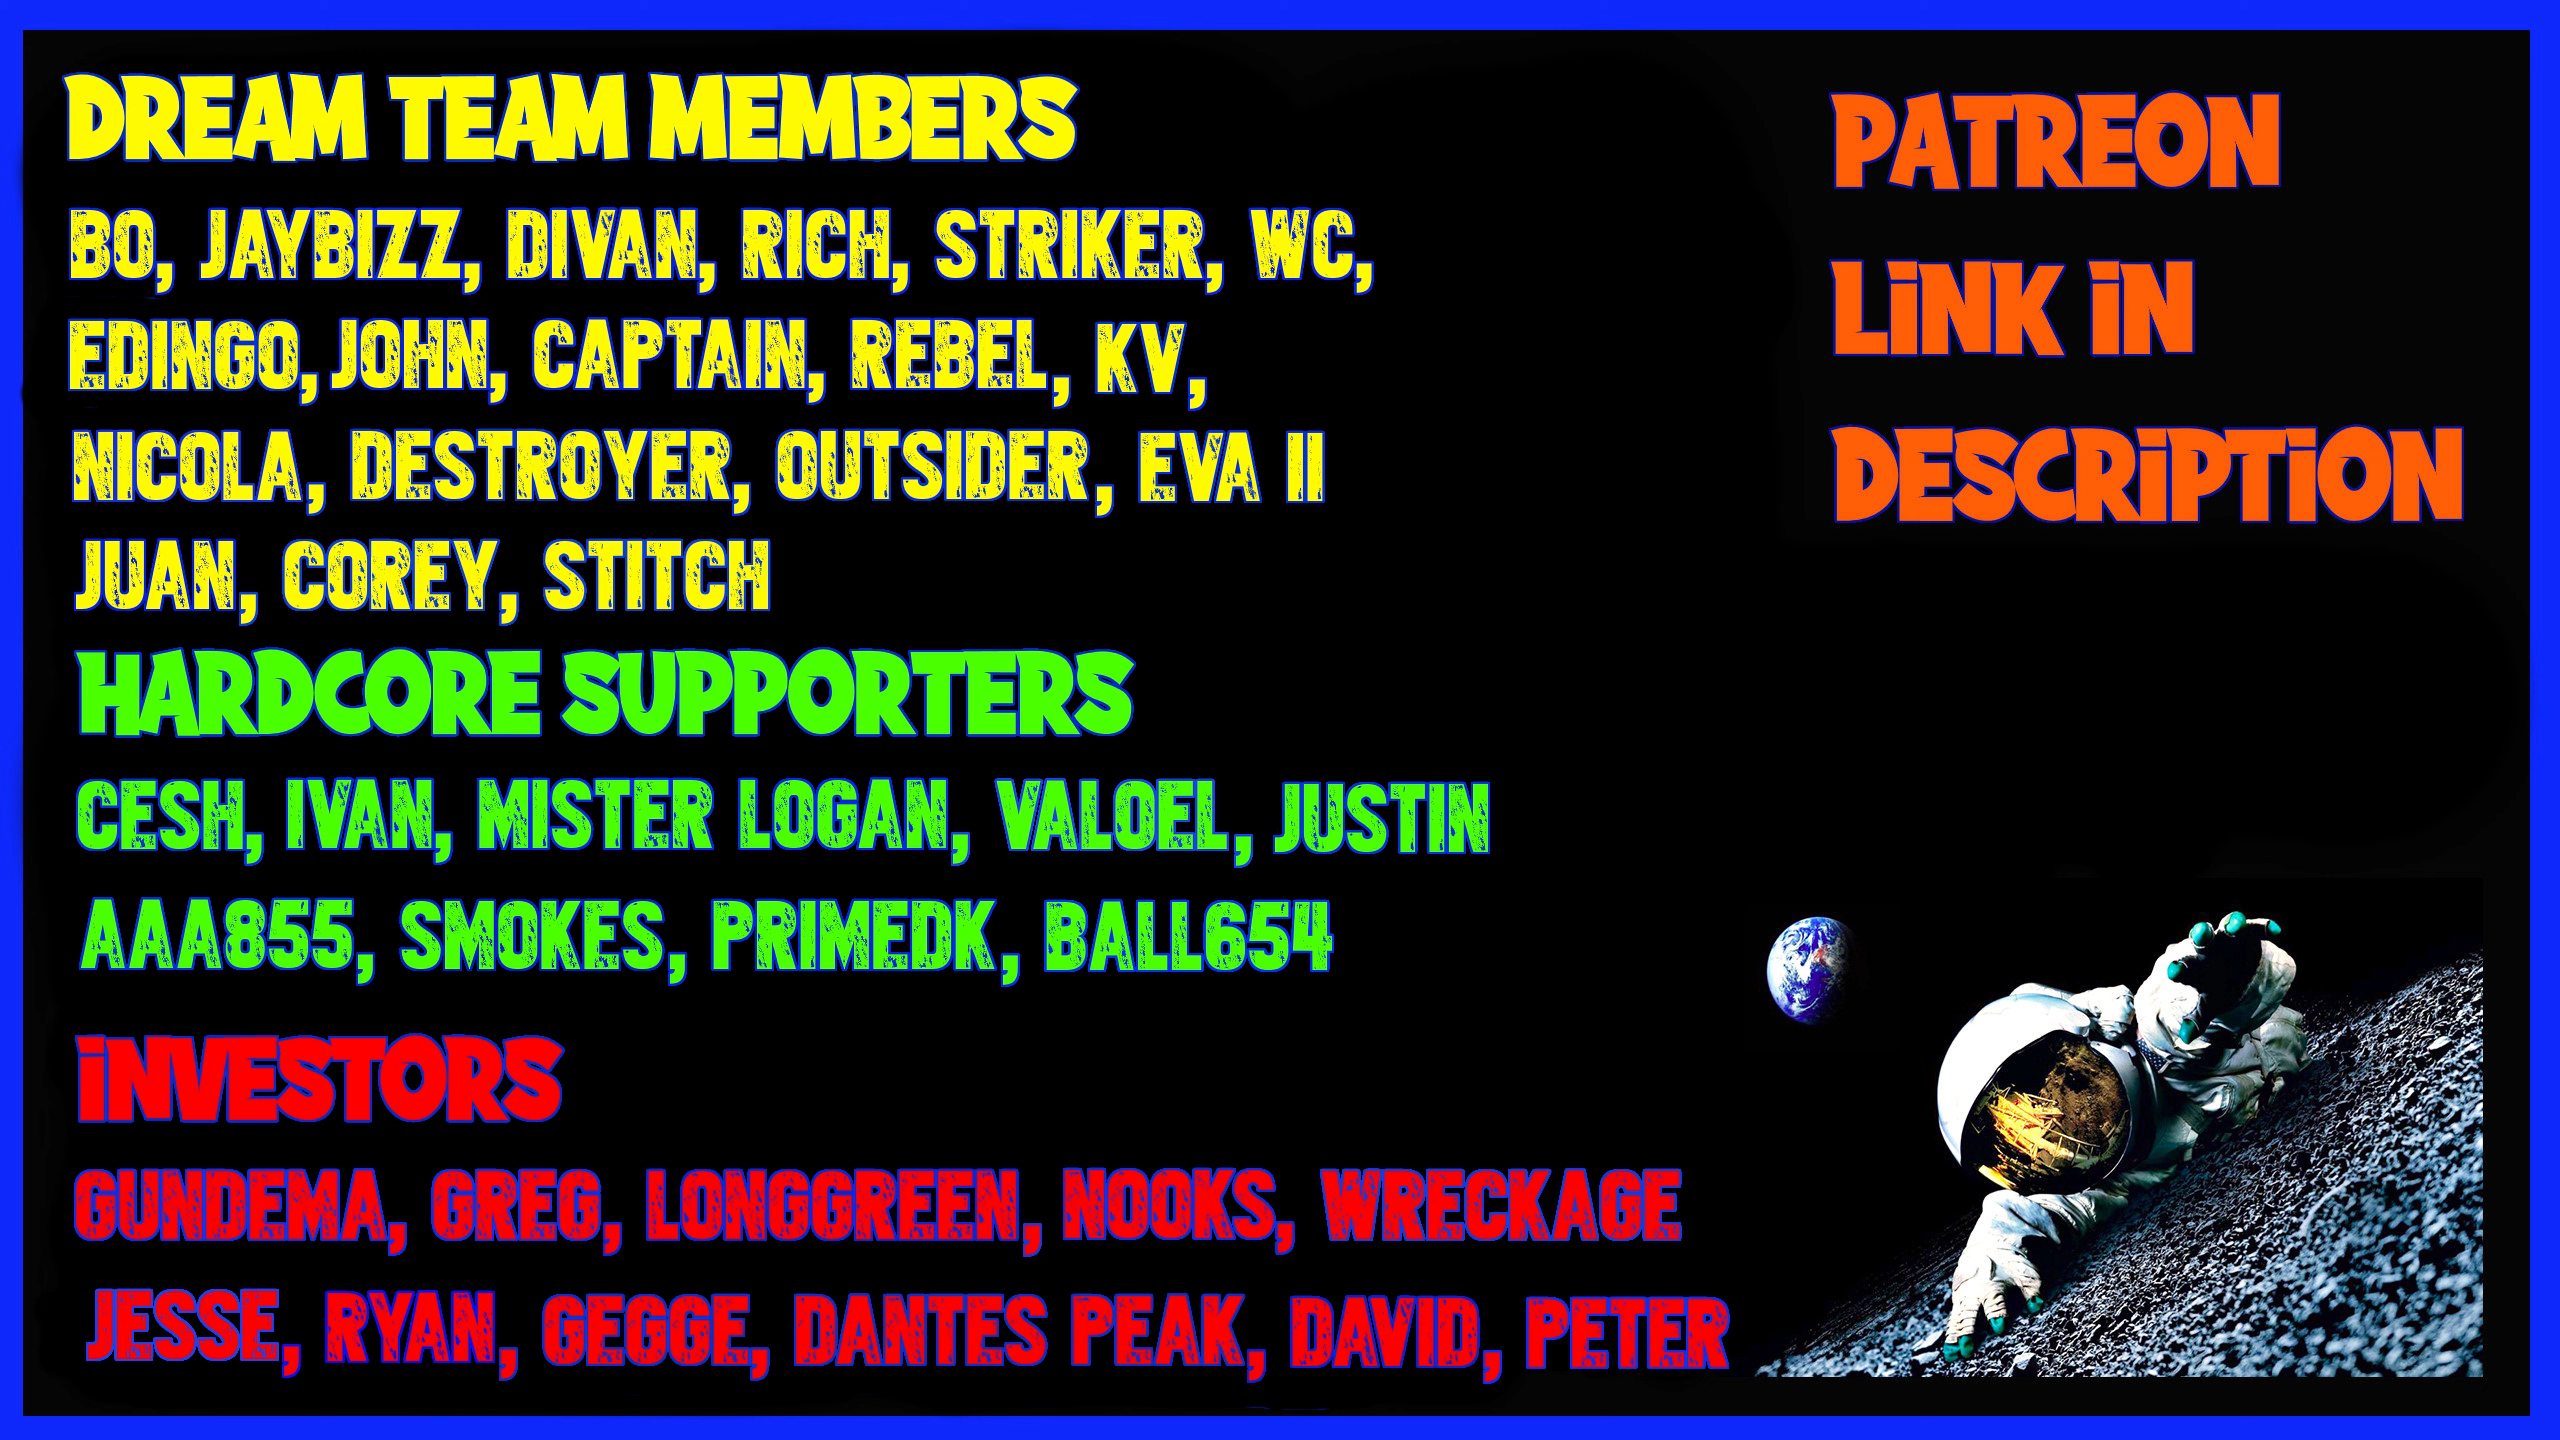 DREAM TEAM MEMBERS
BO, JAYBIZZ, DIVAN, RICH, STRIKER, WC,
EDINGO, JOHN, CAPTAIN, REBEL, KV,
NICOLA, DESTROYER, OUTSIDER, EVA II
JUAN, COREY, STITCH
HARDCORE SUPPORTERS
CESH, IVAN, MISTER LOGAN, VALOEL, JUSTIN
AAA855, SMOKES, PRIMEDK, BALL654
iNVESTORS
GUNDEMA, GREG, LONGGREEN, NOOKS, WRECKAGE
JESSE, RYAN, GEGGE, DANTES PEAK, DAVID, PETER
PATREON
LiNK iN
DESCRiPTiON